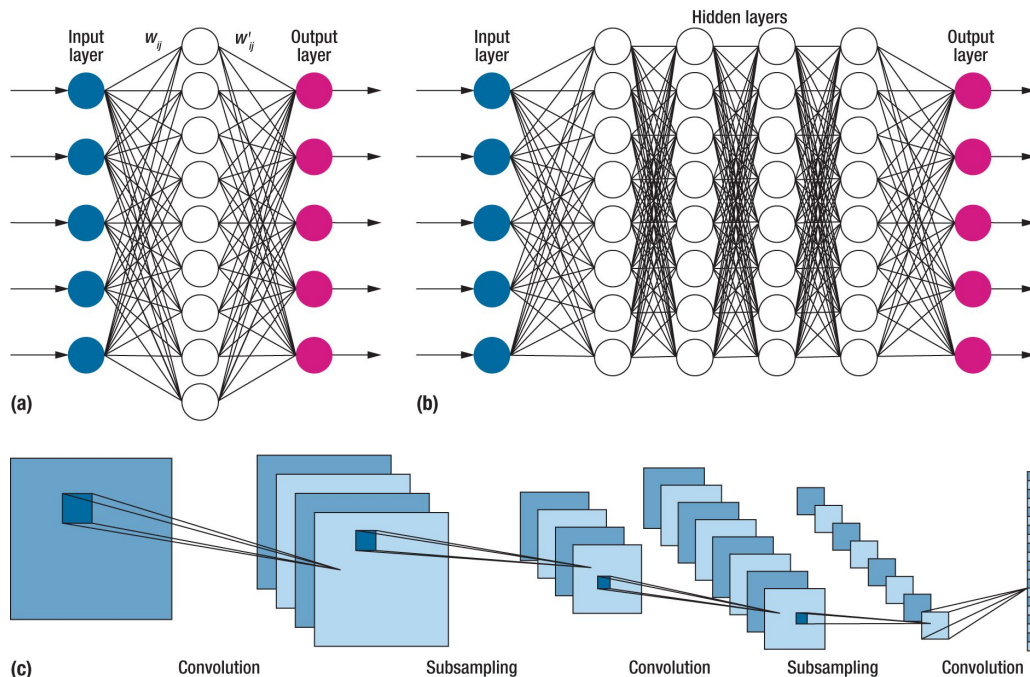 Input
layer
W_ij
W'_ij
Output
layer
(a)
Hidden layers
Input
layer
Output
layer
(b)
(c)
Convolution
Subsampling
Convolution
Subsampling
Convolution